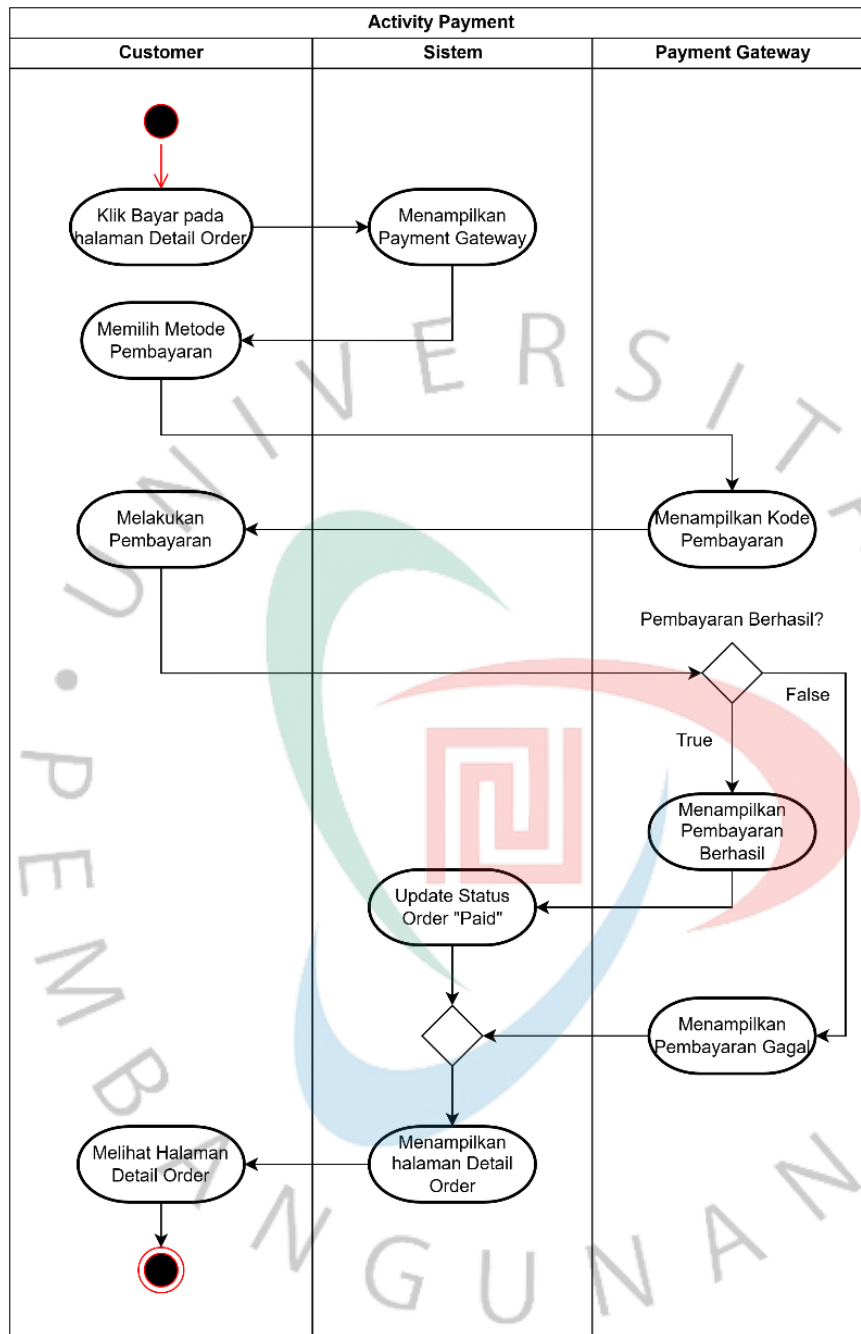 Activity Payment
Customer
Sistem
Payment Gateway
Klik Bayar pada
halaman Detail Order
Menampilkan
Payment Gateway
Memilih Metode
Pembayaran
Melakukan
Pembayaran
Menampilkan Kode
Pembayaran
Pembayaran Berhasil?
False
True
Menampilkan
Pembayaran
Berhasil
Update Status
Order "Paid"
Menampilkan
Pembayaran Gagal
Melihat Halaman
Detail Order
Menampilkan
halaman Detail
Order
UNIVERSIT
PEMBANGUNAN